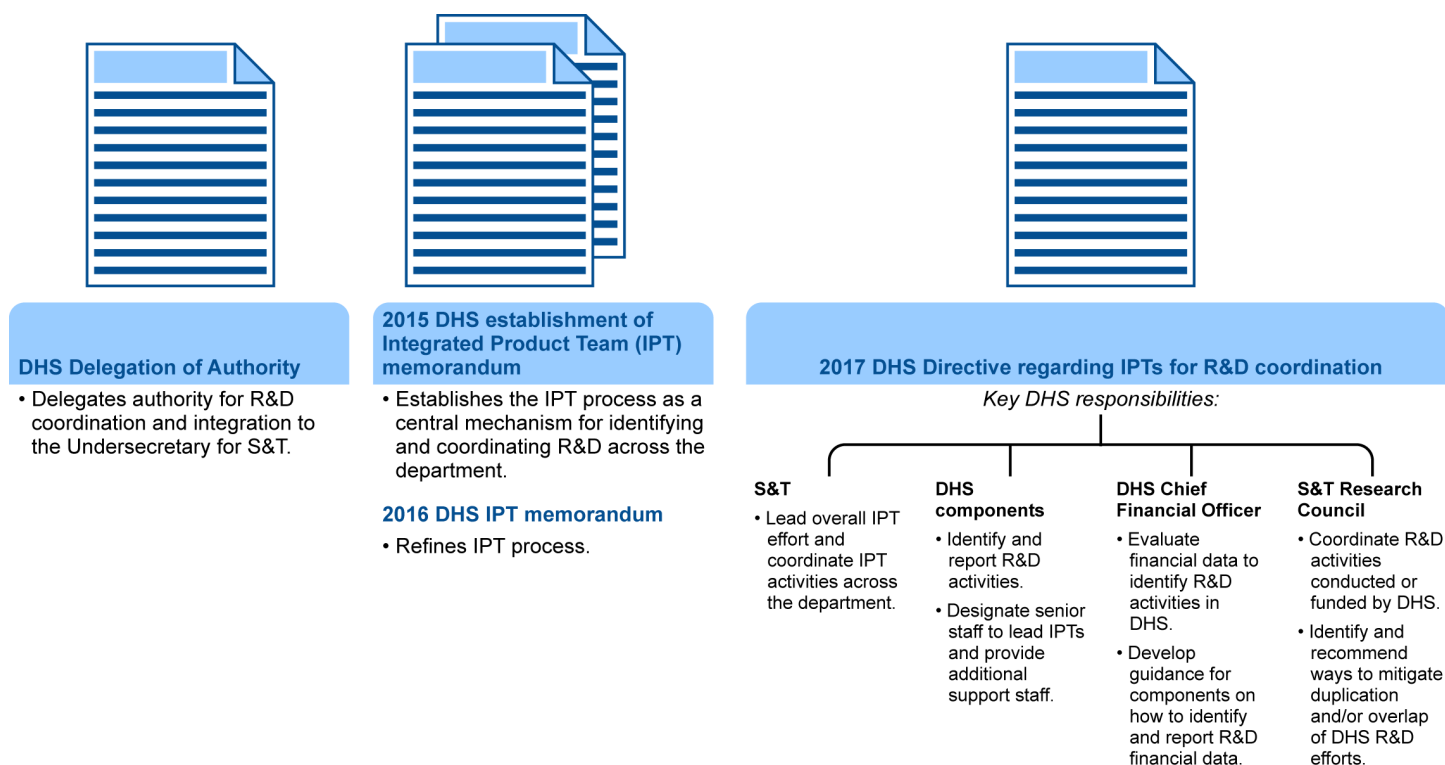 DHS Delegation of Authority
• Delegates authority for R&D
coordination and integration to
the Undersecretary for S&T.
2015 DHS establishment of
Integrated Product Team (IPT)
memorandum
• Establishes the IPT process as a
central mechanism for identifying
and coordinating R&D across the
department.
2016 DHS IPT memorandum
• Refines IPT process.
2017 DHS Directive regarding IPTs for R&D coordination
Key DHS responsibilities:
S&T
• Lead overall IPT
effort and
coordinate IPT
activities across
the department.
DHS
components
• Identify and
report R&D
activities.
• Designate senior
staff to lead IPTs
and provide
additional
support staff.
DHS Chief
Financial Officer
• Evaluate
financial data to
identify R&D
activities in
DHS.
• Develop
guidance for
components on
how to identify
and report R&D
financial data.
S&T Research
Council
• Coordinate R&D
activities
conducted or
funded by DHS.
• Identify and
recommend
ways to mitigate
duplication
and/or overlap
of DHS R&D
efforts.